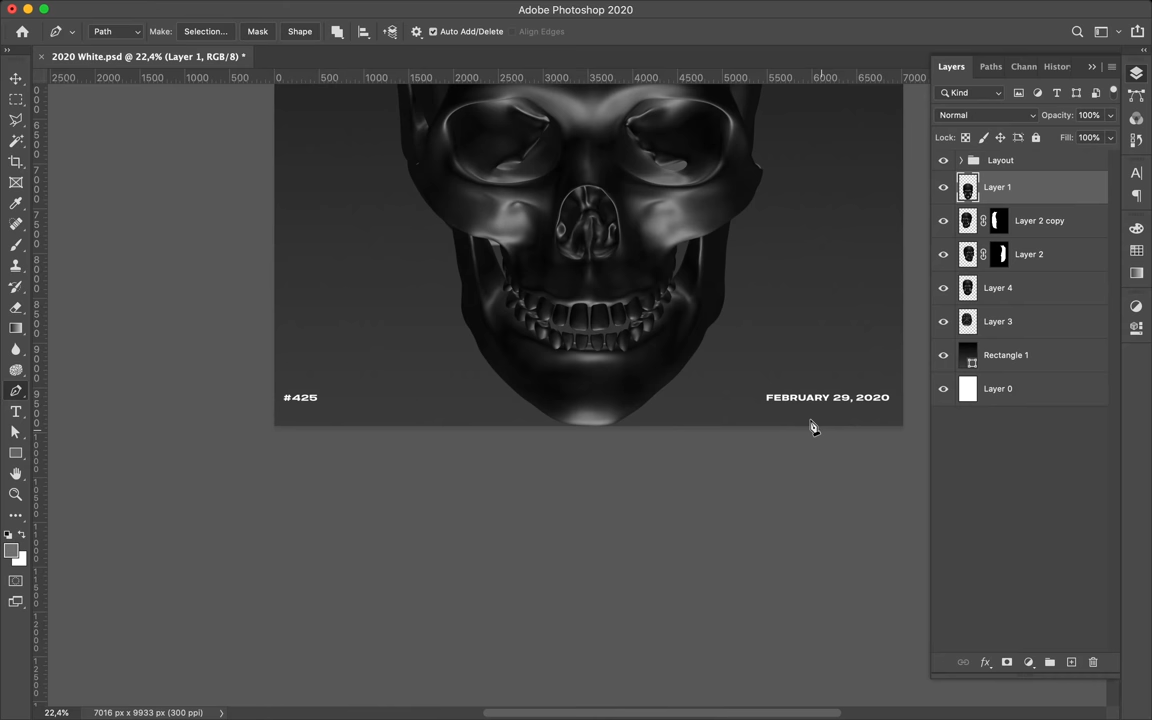 Adobe Photoshop 2020
Path Make: Selection... Mask Shape Auto Add/Delete Align Edges
2020 White.psd @ 22,4% (Layer 1, RGB/8) *
2500 2000 1500 1000 500 0 500 1000 1500 2000 2500 3000 3500 4000 4500 5000 5500 6000 6500 7000
Layers Paths Chann Histor
Kind
Normal Opacity: 100%
Lock: Fill: 100%
Layout
Layer 1
Layer 2 copy
Layer 2
Layer 4
Layer 3
Rectangle 1
Layer 0
#425
FEBRUARY 29, 2020
22,4% 7016 px x 9933 px (300 ppi)